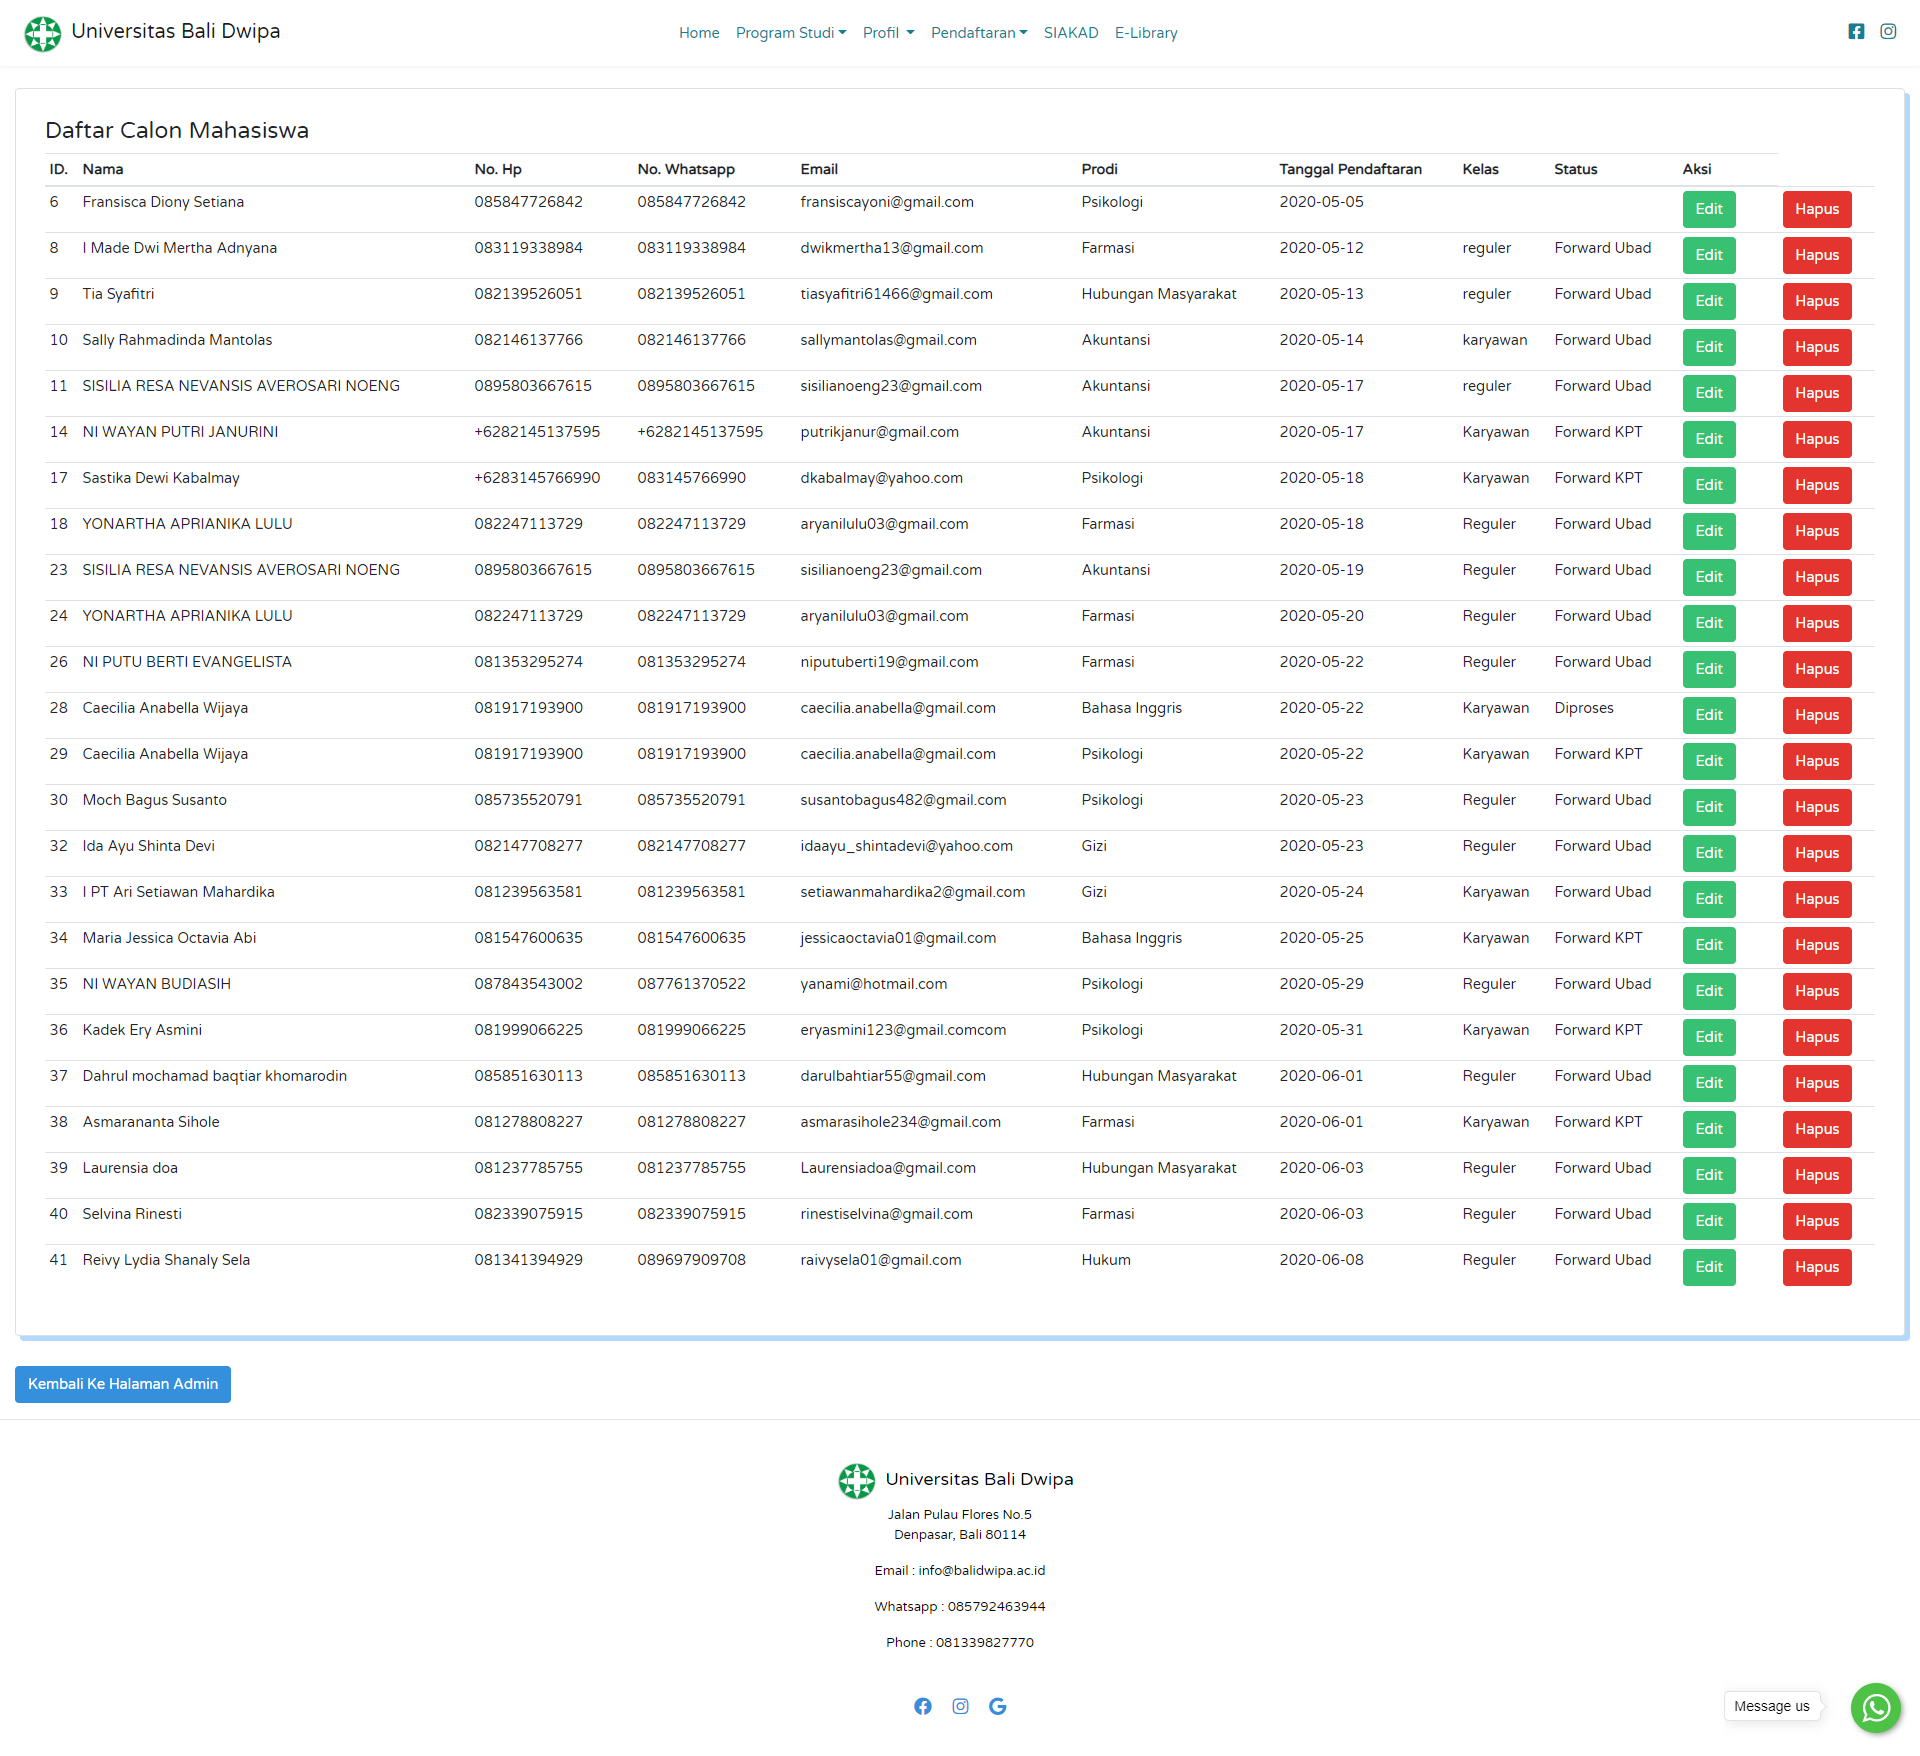 Universitas Bali Dwipa
Home Program Studi Profil Pendaftaran SIAKAD E-Library
Daftar Calon Mahasiswa
ID. Nama No. Hp No. Whatsapp Email Prodi Tanggal Pendaftaran Kelas Status Aksi
6 Fransisca Diony Setiana 085847726842 085847726842 fransiscayoni@gmail.com Psikologi 2020-05-05 Edit Hapus
8 I Made Dwi Mertha Adnyana 083119338984 083119338984 dwikmertha13@gmail.com Farmasi 2020-05-12 reguler Forward Ubad Edit Hapus
9 Tia Syafitri 082139526051 082139526051 tiasyafitri61466@gmail.com Hubungan Masyarakat 2020-05-13 reguler Forward Ubad Edit Hapus
10 Sally Rahmadinda Mantolas 082146137766 082146137766 sallymantolas@gmail.com Akuntansi 2020-05-14 karyawan Forward Ubad Edit Hapus
11 SISILIA RESA NEVANSIS AVEROSARI NOENG 0895803667615 0895803667615 sisilianoeng23@gmail.com Akuntansi 2020-05-17 reguler Forward Ubad Edit Hapus
14 NI WAYAN PUTRI JANURINI +6282145137595 +6282145137595 putrikjanur@gmail.com Akuntansi 2020-05-17 Karyawan Forward KPT Edit Hapus
17 Sastika Dewi Kabalmay +6283145766990 083145766990 dkabalmay@yahoo.com Psikologi 2020-05-18 Karyawan Forward KPT Edit Hapus
18 YONARTHA APRIANIKA LULU 082247113729 082247113729 aryanilulu03@gmail.com Farmasi 2020-05-18 Reguler Forward Ubad Edit Hapus
23 SISILIA RESA NEVANSIS AVEROSARI NOENG 0895803667615 0895803667615 sisilianoeng23@gmail.com Akuntansi 2020-05-19 Reguler Forward Ubad Edit Hapus
24 YONARTHA APRIANIKA LULU 082247113729 082247113729 aryanilulu03@gmail.com Farmasi 2020-05-20 Reguler Forward Ubad Edit Hapus
26 NI PUTU BERTI EVANGELISTA 081353295274 081353295274 niputuberti19@gmail.com Farmasi 2020-05-22 Reguler Forward Ubad Edit Hapus
28 Caecilia Anabella Wijaya 081917193900 081917193900 caecilia.anabella@gmail.com Bahasa Inggris 2020-05-22 Karyawan Diproses Edit Hapus
29 Caecilia Anabella Wijaya 081917193900 081917193900 caecilia.anabella@gmail.com Psikologi 2020-05-22 Karyawan Forward KPT Edit Hapus
30 Moch Bagus Susanto 085735520791 085735520791 susantobagus482@gmail.com Psikologi 2020-05-23 Reguler Forward Ubad Edit Hapus
32 Ida Ayu Shinta Devi 082147708277 082147708277 idaayu_shintadevi@yahoo.com Gizi 2020-05-23 Reguler Forward Ubad Edit Hapus
33 I PT Ari Setiawan Mahardika 081239563581 081239563581 setiawanmahardika2@gmail.com Gizi 2020-05-24 Karyawan Forward Ubad Edit Hapus
34 Maria Jessica Octavia Abi 081547600635 081547600635 jessicaoctavia01@gmail.com Bahasa Inggris 2020-05-25 Karyawan Forward KPT Edit Hapus
35 NI WAYAN BUDIASIH 087843543002 087761370522 yanami@hotmail.com Psikologi 2020-05-29 Reguler Forward Ubad Edit Hapus
36 Kadek Ery Asmini 081999066225 081999066225 eryasmini123@gmail.comcom Psikologi 2020-05-31 Karyawan Forward KPT Edit Hapus
37 Dahrul mochamad baqtiar khomarodin 085851630113 085851630113 darulbahtiar55@gmail.com Hubungan Masyarakat 2020-06-01 Reguler Forward Ubad Edit Hapus
38 Asmarananta Sihole 081278808227 081278808227 asmarasihole234@gmail.com Farmasi 2020-06-01 Karyawan Forward KPT Edit Hapus
39 Laurensia doa 081237785755 081237785755 Laurensiadoa@gmail.com Hubungan Masyarakat 2020-06-03 Reguler Forward Ubad Edit Hapus
40 Selvina Rinesti 082339075915 082339075915 rinestiselvina@gmail.com Farmasi 2020-06-03 Reguler Forward Ubad Edit Hapus
41 Reivy Lydia Shanaly Sela 081341394929 089697909708 raivysela01@gmail.com Hukum 2020-06-08 Reguler Forward Ubad Edit Hapus
Kembali Ke Halaman Admin
Universitas Bali Dwipa
Jalan Pulau Flores No.5
Denpasar, Bali 80114
Email : info@balidwipa.ac.id
Whatsapp : 085792463944
Phone : 081339827770
Message us